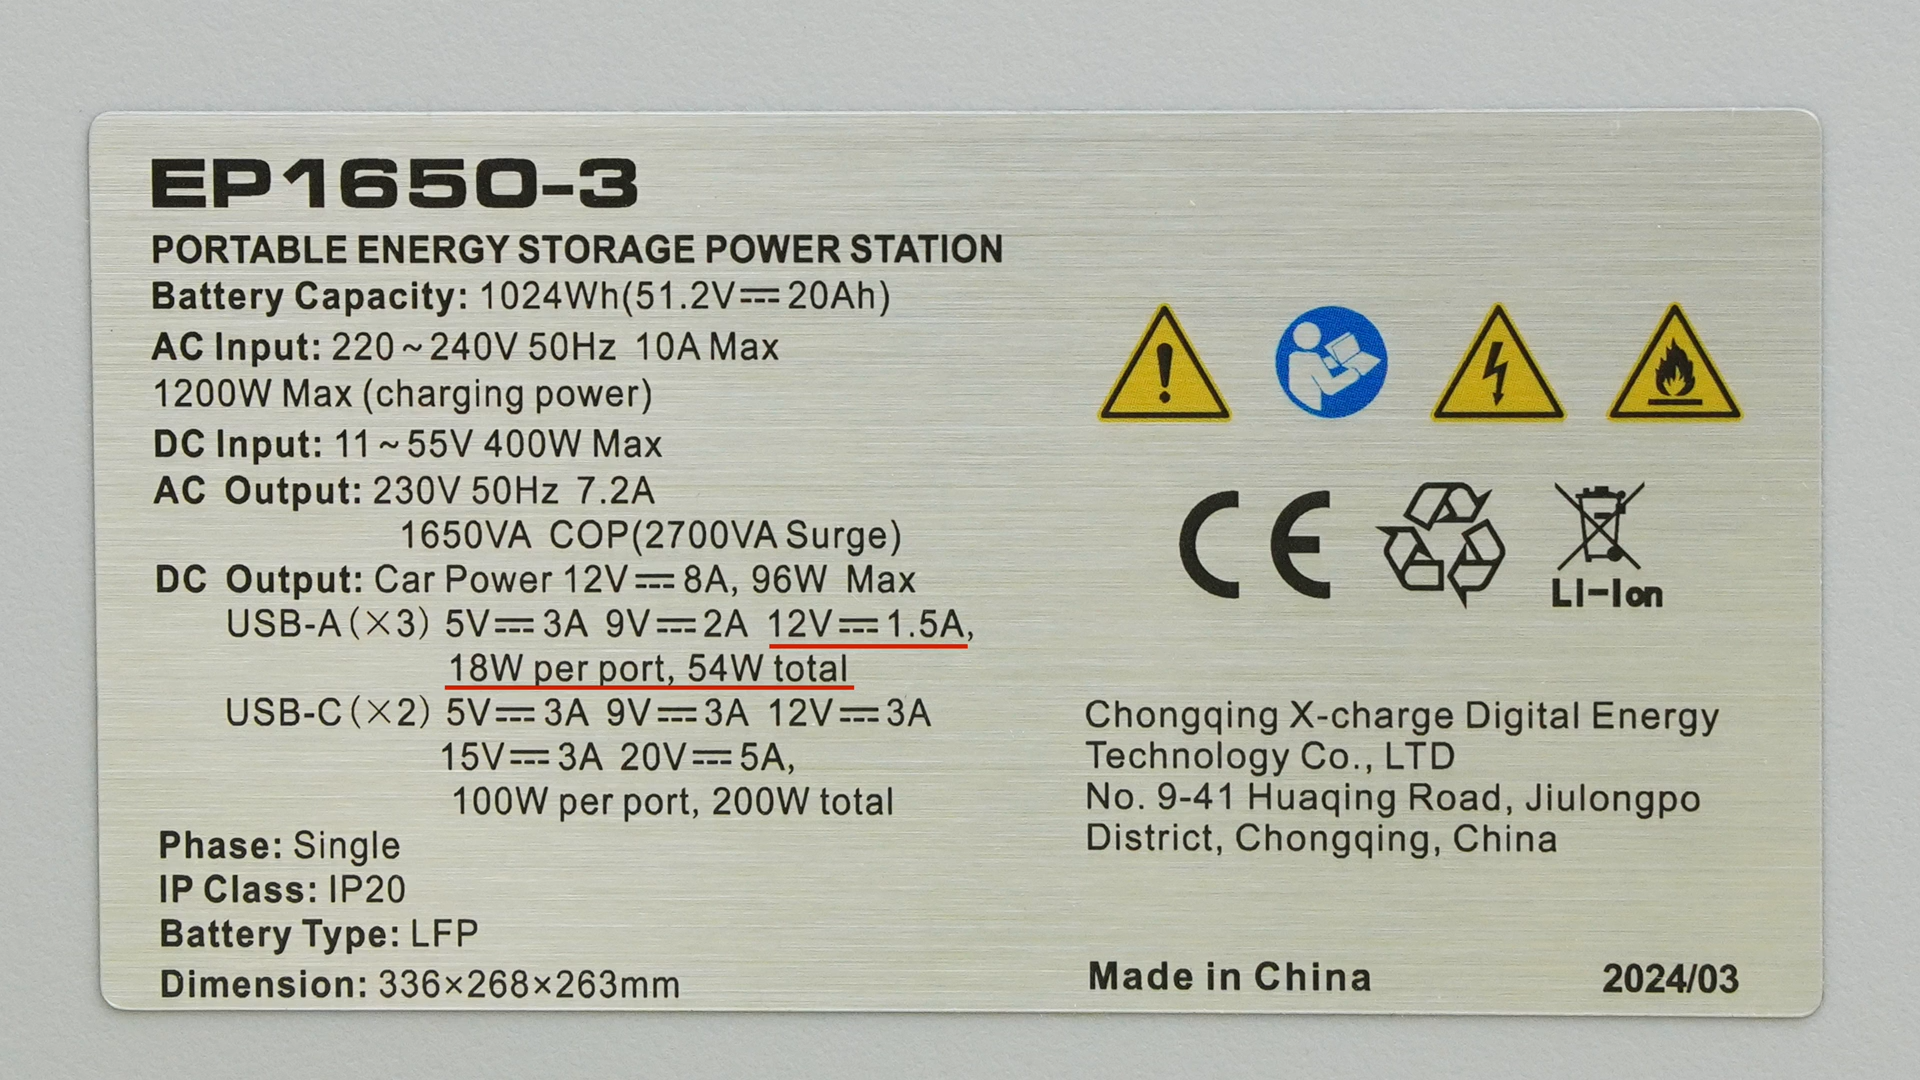 EP1650-3
PORTABLE ENERGY STORAGE POWER STATION
Battery Capacity: 1024Wh(51.2V⎓20Ah)
AC Input: 220~240V 50Hz 10A Max
1200W Max (charging power)
DC Input: 11~55V 400W Max
AC Output: 230V 50Hz 7.2A
1650VA COP(2700VA Surge)
DC Output: Car Power 12V⎓8A, 96W Max
USB-A(×3) 5V⎓3A 9V⎓2A 12V⎓1.5A,
18W per port, 54W total
USB-C(×2) 5V⎓3A 9V⎓3A 12V⎓3A
15V⎓3A 20V⎓5A,
100W per port, 200W total
Phase: Single
IP Class: IP20
Battery Type: LFP
Dimension: 336×268×263mm
CE
LI-Ion
Chongqing X-charge Digital Energy
Technology Co., LTD
No. 9-41 Huaqing Road, Jiulongpo
District, Chongqing, China
Made in China
2024/03